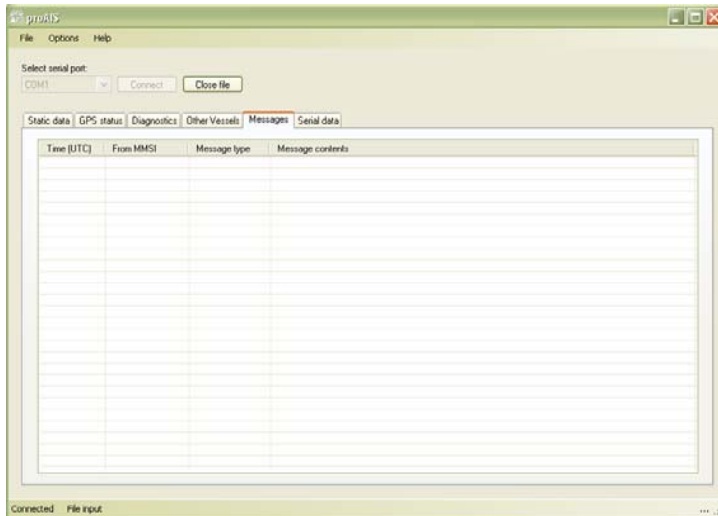 proAIS
File Options Help
Select serial port:
COM1 Connect Close file
Static data GPS status Diagnostics Other Vessels Messages Serial data
Time (UTC) From MMSI Message type Message contents
Connected File input ...